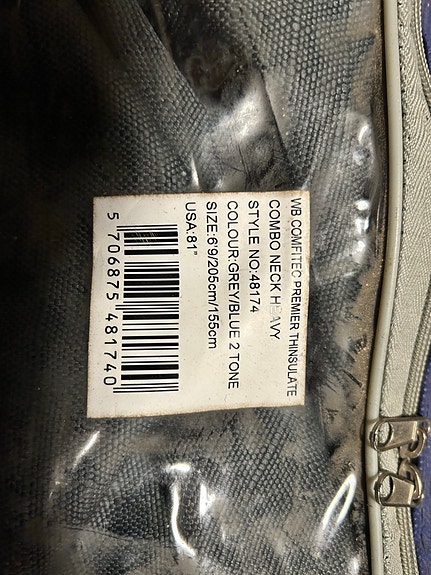 WB COMFITEC PREMIER THINSULATE
COMBO NECK HEAVY
STYLE NO:48174
COLOUR:GREY/BLUE 2 TONE
SIZE:6'9/205cm/155cm
USA:81"
5 706875 481740